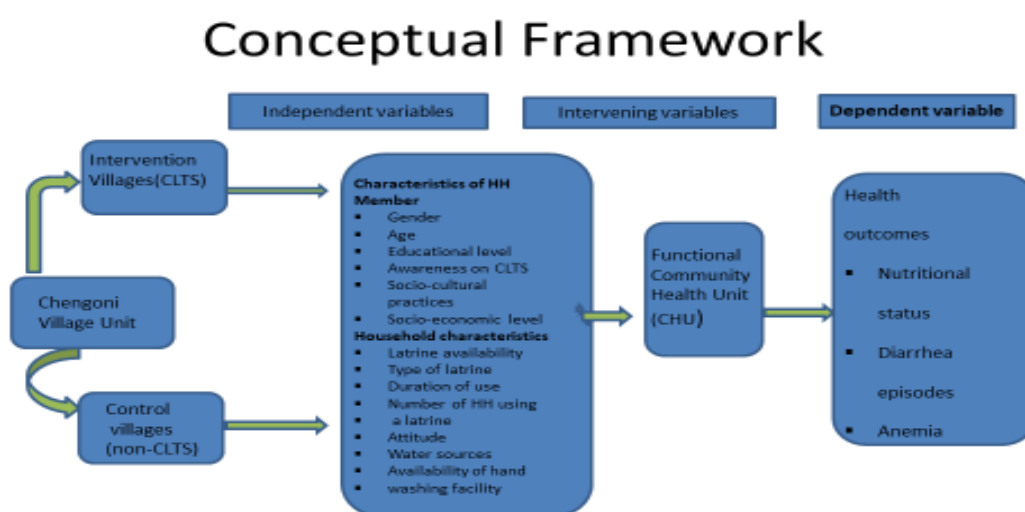 Conceptual Framework
Independent variables
Intervening variables
Dependent variable
Intervention
Villages(CLTS)
Chengoni
Village Unit
Control
villages
(non-CLTS)
Characteristics of HH
Member
▪ Gender
▪ Age
▪ Educational level
▪ Awareness on CLTS
▪ Socio-cultural
practices
▪ Socio-economic level
Household characteristics
▪ Latrine availability
▪ Type of latrine
▪ Duration of use
▪ Number of HH using
▪ a latrine
▪ Attitude
▪ Water sources
▪ Availability of hand
▪ washing facility
Functional
Community
Health Unit
(CHU)
Health
outcomes
▪ Nutritional
status
▪ Diarrhea
episodes
▪ Anemia